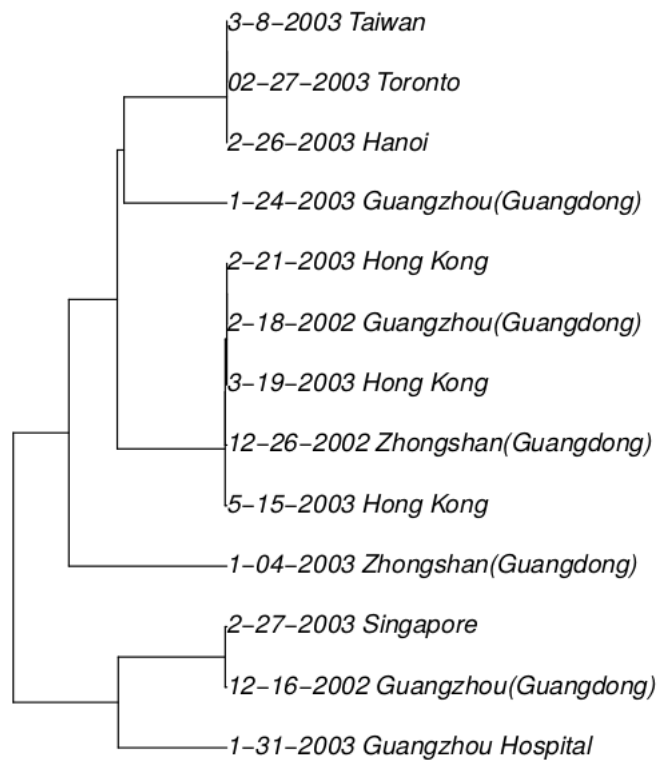 3-8-2003 Taiwan
02-27-2003 Toronto
2-26-2003 Hanoi
1-24-2003 Guangzhou(Guangdong)
2-21-2003 Hong Kong
2-18-2002 Guangzhou(Guangdong)
3-19-2003 Hong Kong
12-26-2002 Zhongshan(Guangdong)
5-15-2003 Hong Kong
1-04-2003 Zhongshan(Guangdong)
2-27-2003 Singapore
12-16-2002 Guangzhou(Guangdong)
1-31-2003 Guangzhou Hospital